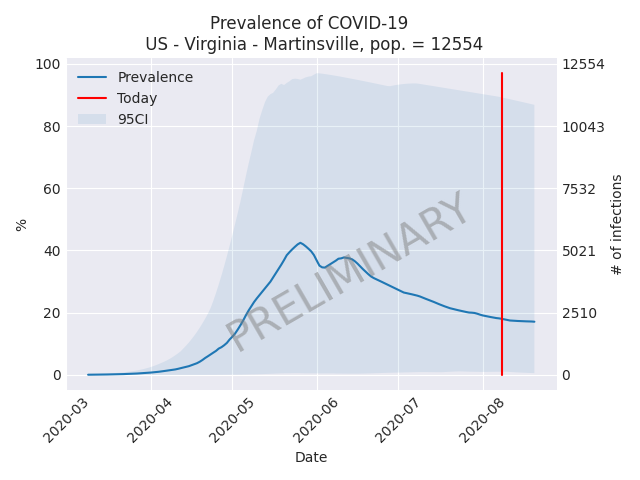 Prevalence of COVID-19
US - Virginia - Martinsville, pop. = 12554
Prevalence
Today
95CI
100
80
60
40
20
0
%
12554
10043
7532
5021
2510
0
# of infections
PRELIMINARY
2020-03
2020-04
2020-05
2020-06
2020-07
2020-08
Date